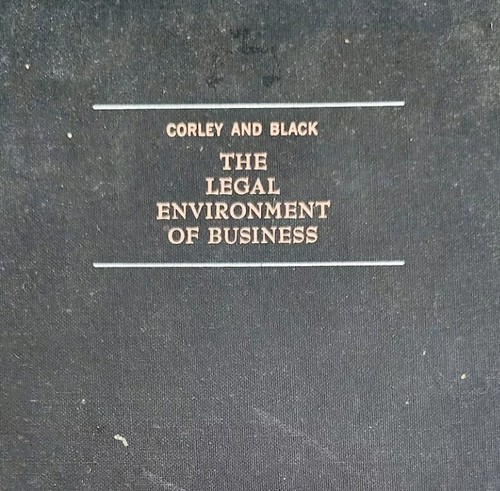 CORLEY AND BLACK
THE
LEGAL
ENVIRONMENT
OF BUSINESS